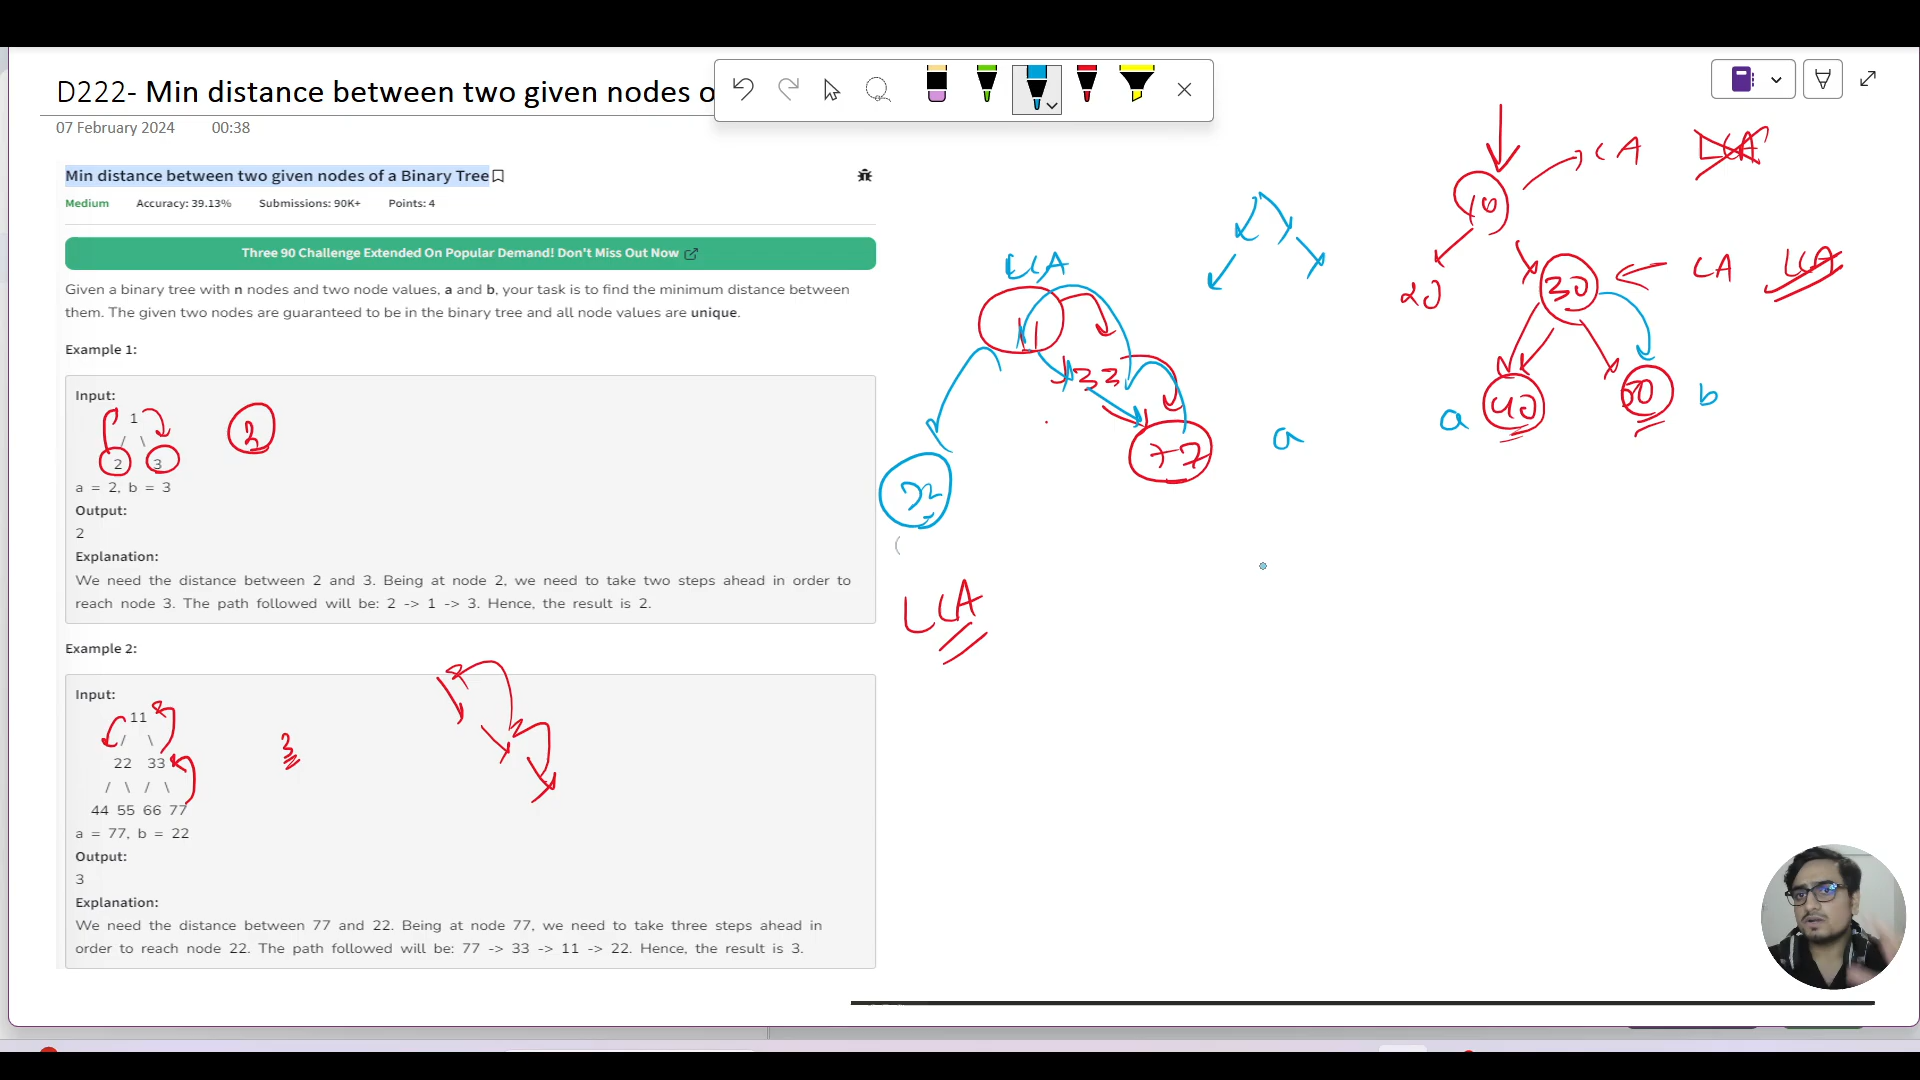 D222- Min distance between two given nodes o
07 February 2024 00:38
Min distance between two given nodes of a Binary Tree
Medium Accuracy: 39.13% Submissions: 90K+ Points: 4
Three 90 Challenge Extended On Popular Demand! Don't Miss Out Now
Given a binary tree with n nodes and two node values, a and b, your task is to find the minimum distance between
them. The given two nodes are guaranteed to be in the binary tree and all node values are unique.
Example 1:
Input:
1
/ \
2 3
a = 2, b = 3
Output:
2
Explanation:
We need the distance between 2 and 3. Being at node 2, we need to take two steps ahead in order to
reach node 3. The path followed will be: 2 -> 1 -> 3. Hence, the result is 2.
Example 2:
Input:
11
/ \
22 33
/ \ / \
44 55 66 77
a = 77, b = 22
Output:
3
Explanation:
We need the distance between 77 and 22. Being at node 77, we need to take three steps ahead in
order to reach node 22. The path followed will be: 77 -> 33 -> 11 -> 22. Hence, the result is 3.
3
LCA
11
33
77
a
22
LCA
10
CA
LCA
20
30
CA
LCA
a
40
50
b